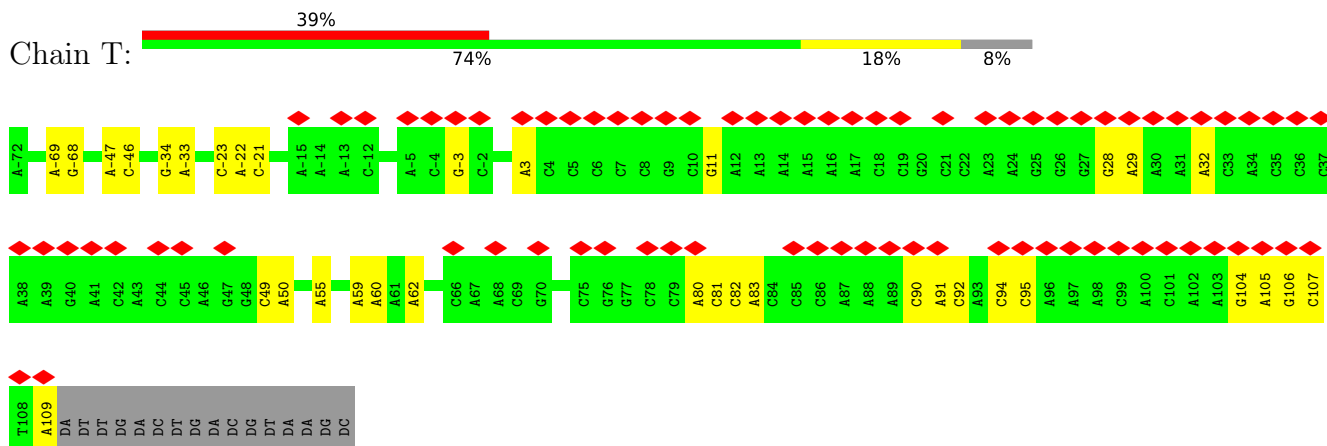 39%
Chain T:
74% 18% 8%
A-72 A-69 G-68 A-47 C-46 G-34 A-33 C-23 A-22 C-21 A-15 A-14 A-13 C-12 A-5 C-4 G-3 C-2 A3 C4 C5 C6 C7 C8 G9 C10 G11 A12 A13 A14 A15 A16 A17 C18 C19 G20 C21 C22 A23 A24 G25 G26 G27 G28 A29 A30 A31 A32 C33 A34 C35 C36 C37
A38 A39 G40 A41 C42 A43 C44 C45 A46 G47 G48 C49 A50 A55 A59 A60 A61 A62 C66 A67 A68 C69 G70 C75 G76 G77 C78 C79 A80 C81 C82 A83 C84 C85 C86 A87 A88 A89 C90 A91 C92 A93 C94 C95 A96 A97 A98 C99 A100 C101 A102 A103 G104 A105 G106 C107
T108 A109 DA DT DT DG DA DC DT DG DA DC DG DT DA DA DG DC